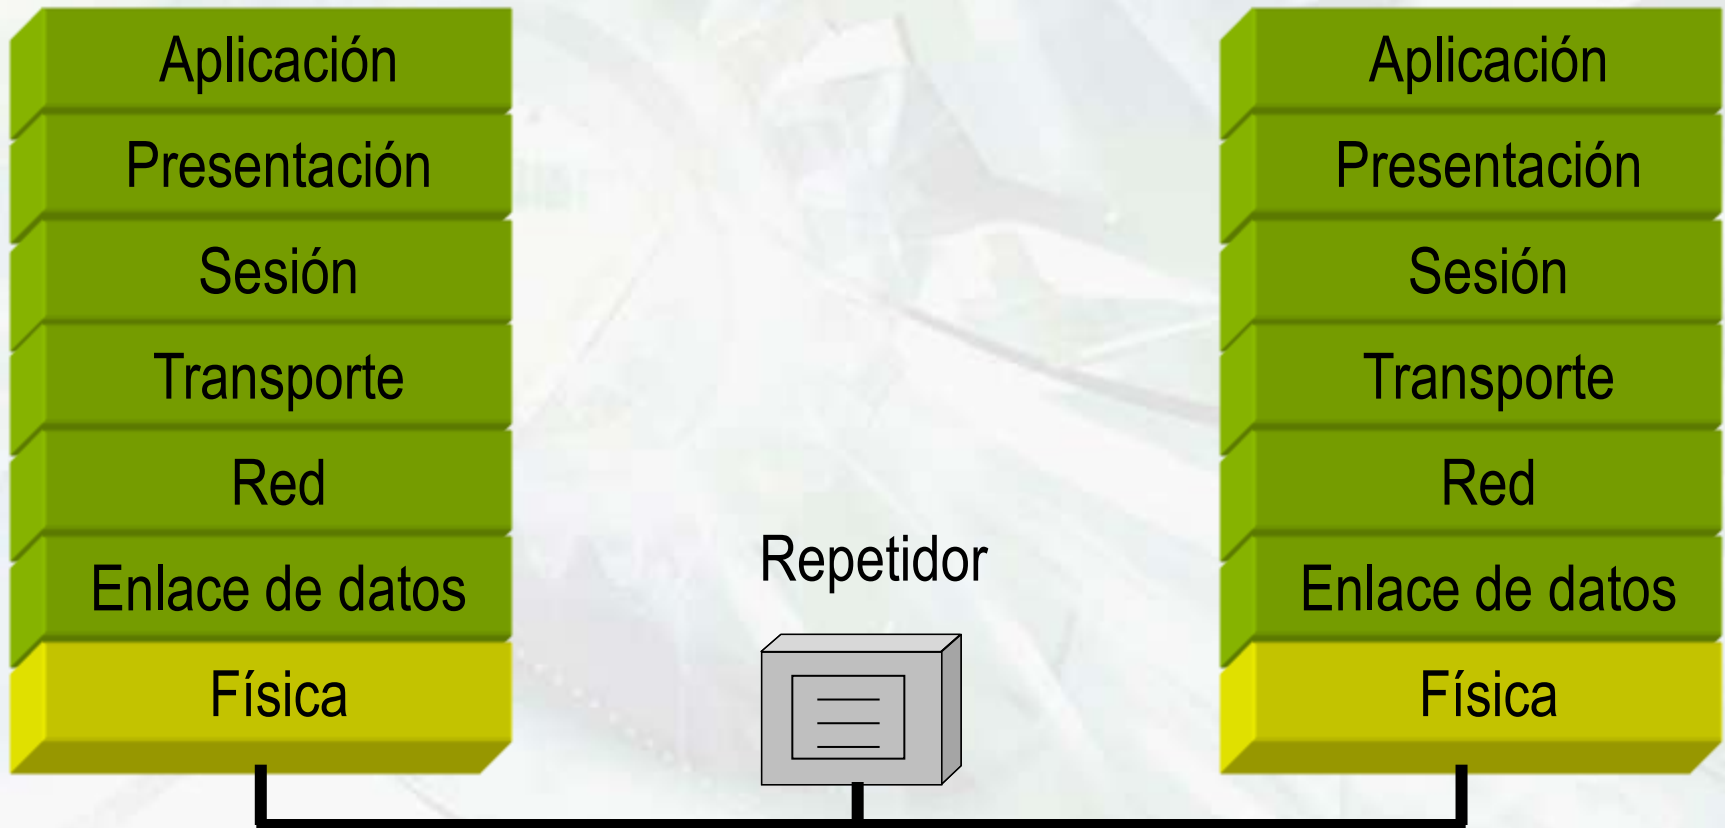 Aplicación
Presentación
Sesión
Transporte
Red
Enlace de datos
Física
Repetidor
Aplicación
Presentación
Sesión
Transporte
Red
Enlace de datos
Física